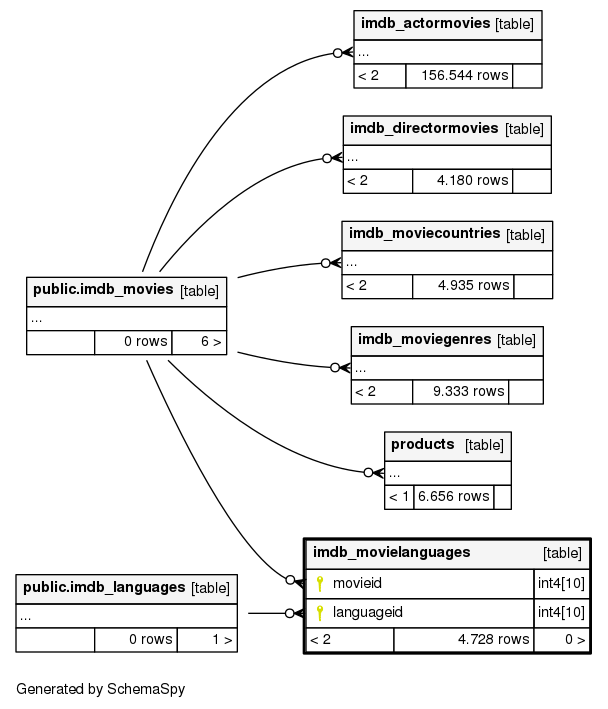 imdb_actormovies [table]
...
< 2 156.544 rows
imdb_directormovies [table]
...
< 2 4.180 rows
imdb_moviecountries [table]
...
< 2 4.935 rows
public.imdb_movies [table]
...
0 rows 6 >
imdb_moviegenres [table]
...
< 2 9.333 rows
products [table]
...
< 1 6.656 rows
imdb_movielanguages [table]
movieid int4[10]
languageid int4[10]
< 2 4.728 rows 0 >
public.imdb_languages [table]
...
0 rows 1 >
Generated by SchemaSpy